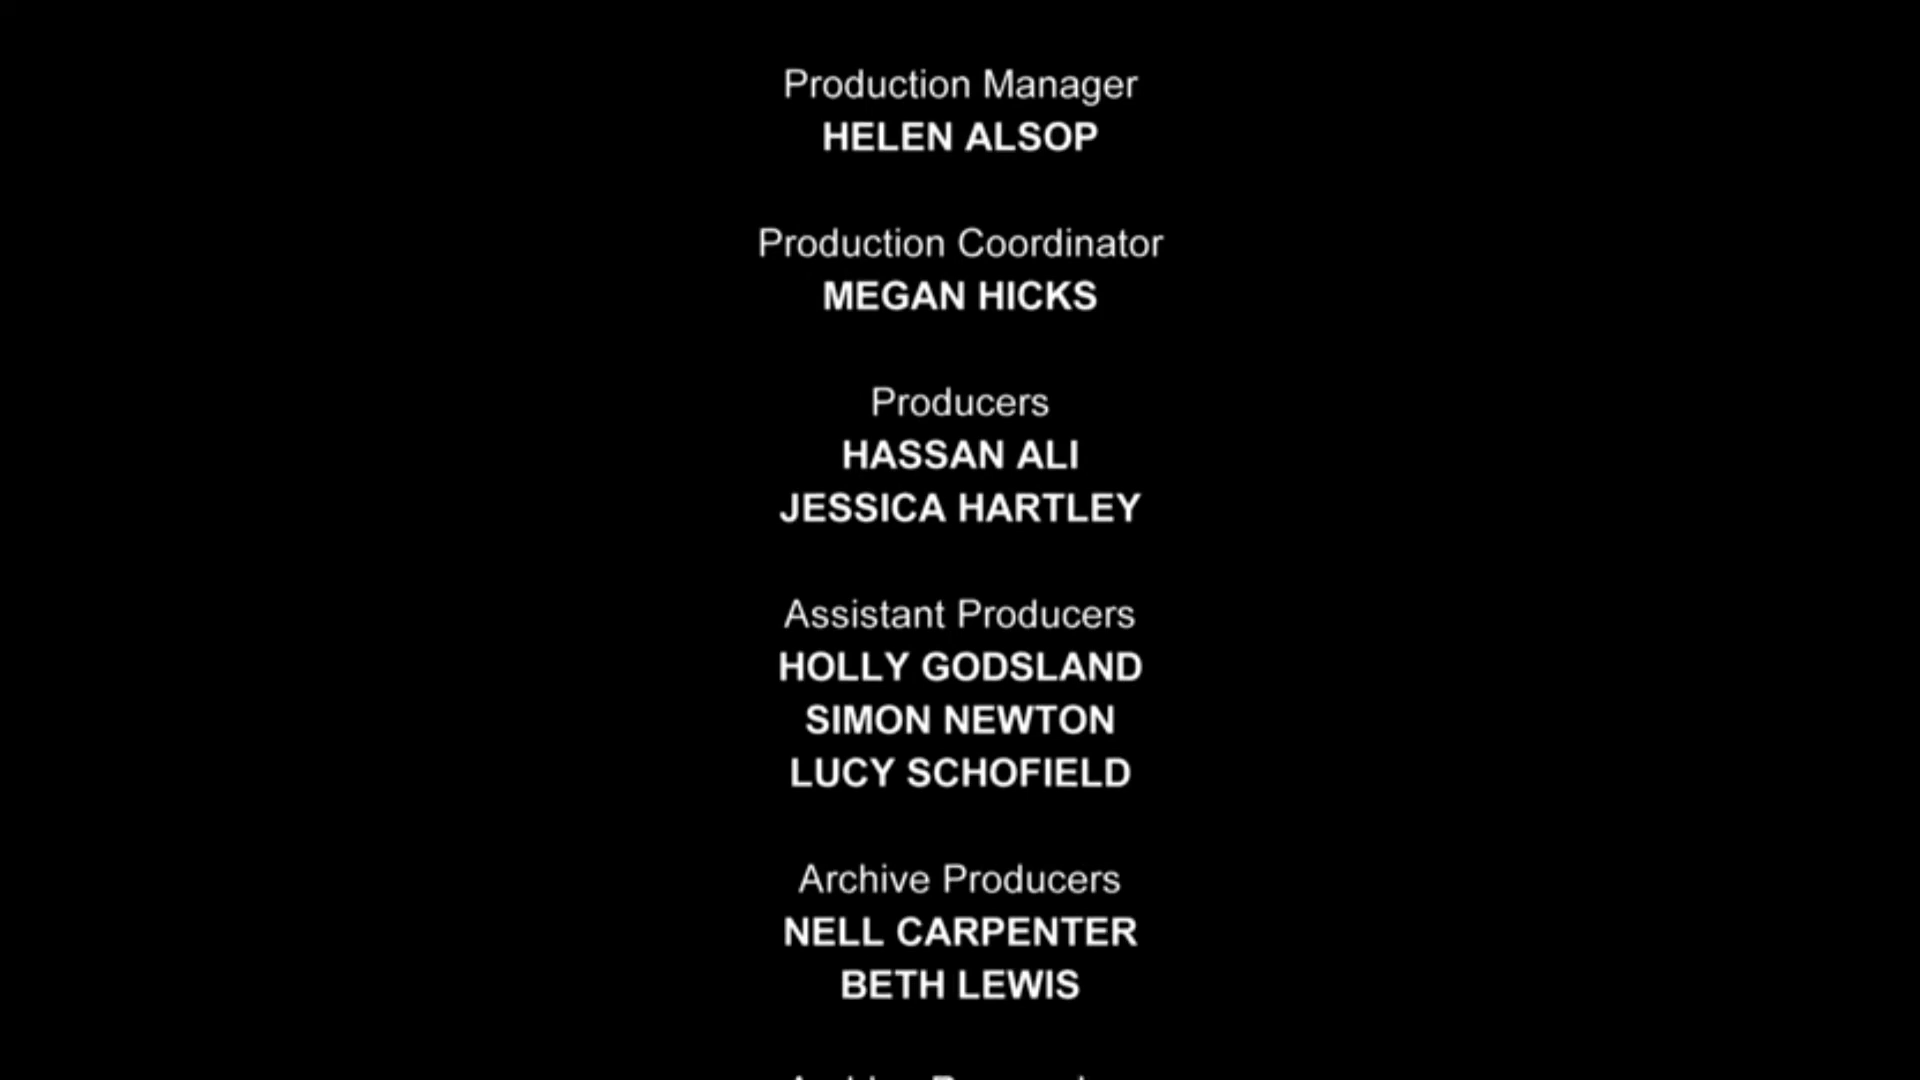 Production Manager
HELEN ALSOP
Production Coordinator
MEGAN HICKS
Producers
HASSAN ALI
JESSICA HARTLEY
Assistant Producers
HOLLY GODSLAND
SIMON NEWTON
LUCY SCHOFIELD
Archive Producers
NELL CARPENTER
BETH LEWIS